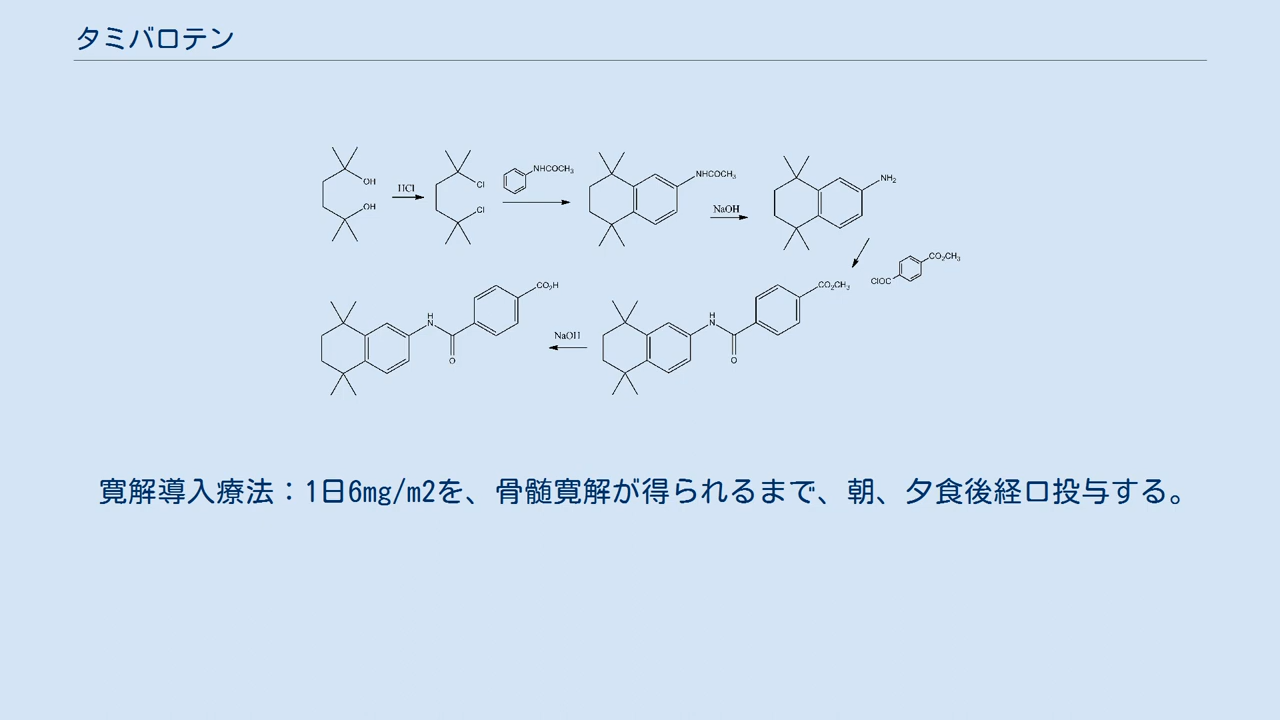 タミバロテン
OH
OH
HCl
Cl
Cl
NHCOCH3
NHCOCH3
NaOH
NH2
ClOC
CO2CH3
CO2CH3
H
N
O
NaOH
CO2H
H
N
O
寛解導入療法：1日6mg/m2を、骨髄寛解が得られるまで、朝、夕食後経口投与する。